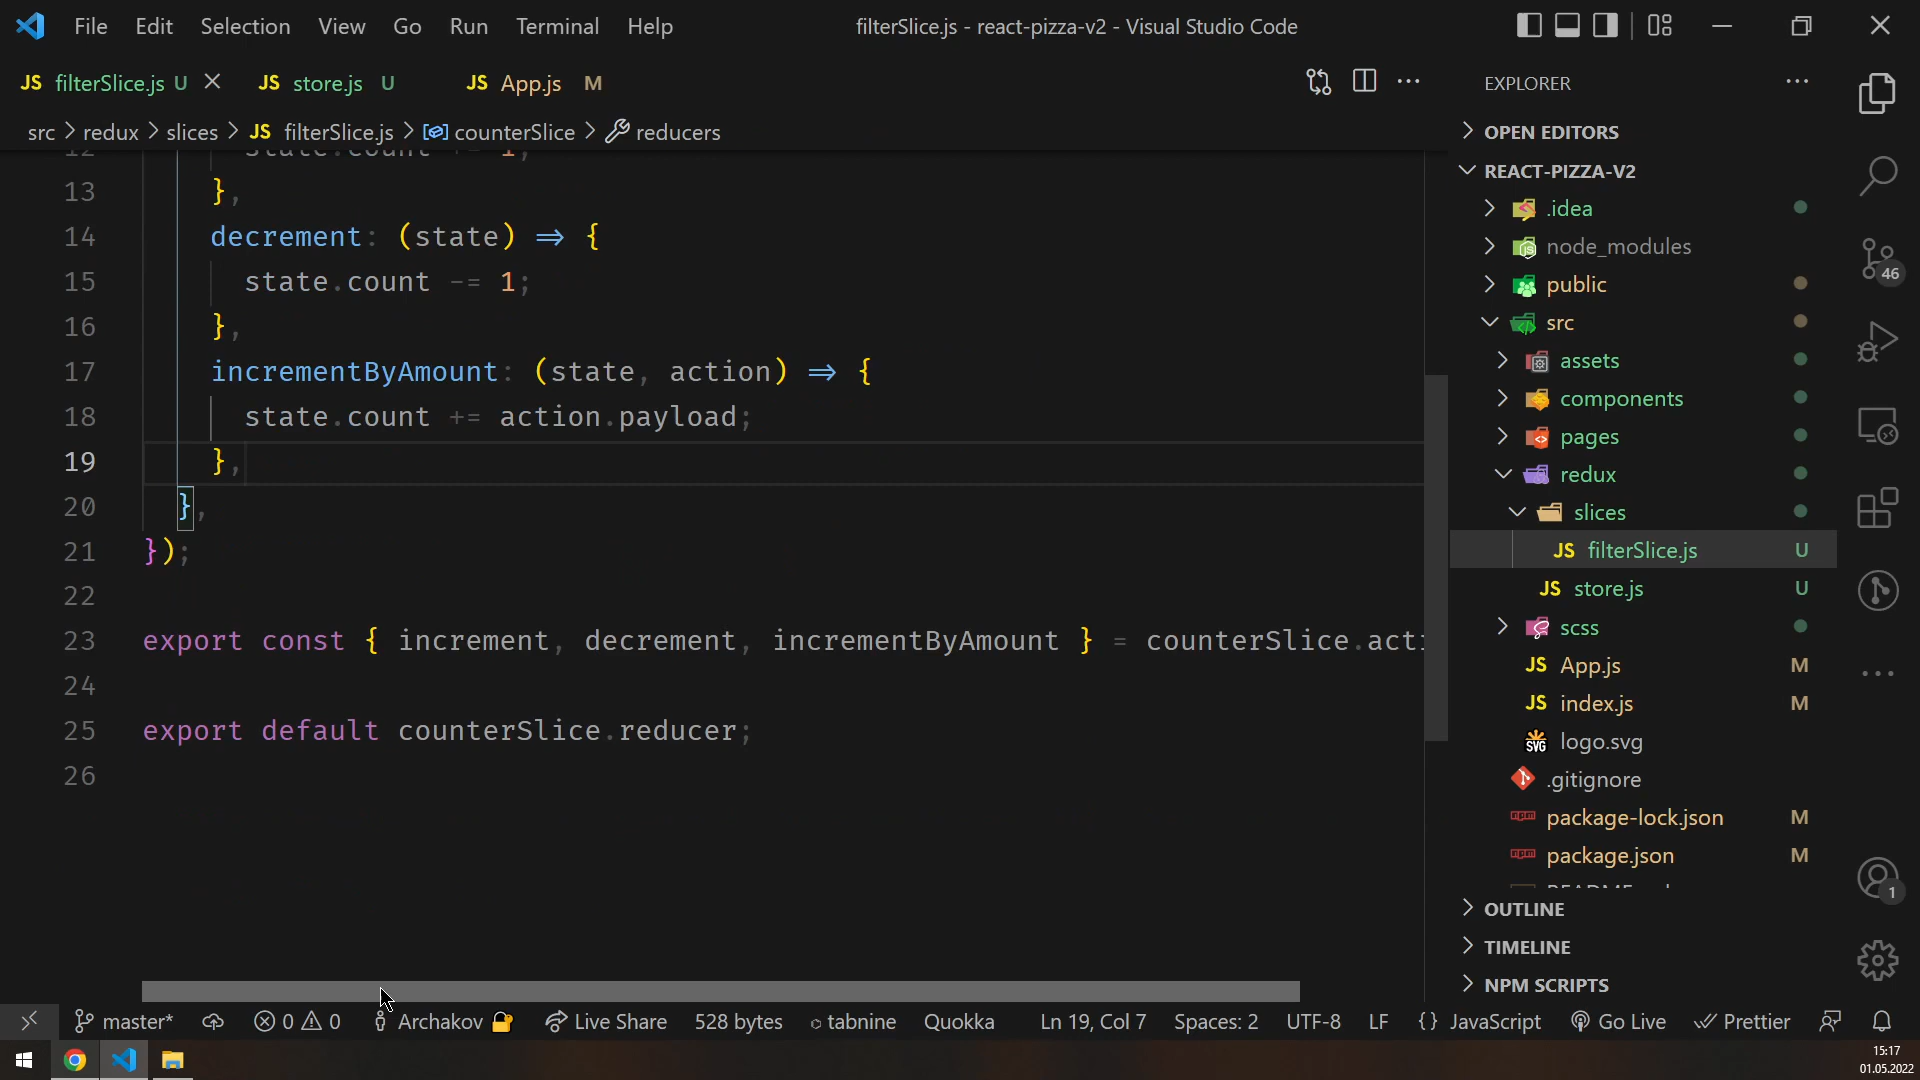 File Edit Selection View Go Run Terminal Help filterSlice.js - react-pizza-v2 - Visual Studio Code
JS filterSlice.js U JS store.js U JS App.js M
src > redux > slices > JS filterSlice.js > counterSlice > reducers
12 state.count += 1;
13 },
14 decrement: (state) => {
15 state.count -= 1;
16 },
17 incrementByAmount: (state, action) => {
18 state.count += action.payload;
19 },
20 },
21 });
22
23 export const { increment, decrement, incrementByAmount } = counterSlice.acti
24
25 export default counterSlice.reducer;
26
EXPLORER
OPEN EDITORS
REACT-PIZZA-V2
.idea
node_modules
public
src
assets
components
pages
redux
slices
JS filterSlice.js U
JS store.js U
scss
JS App.js M
JS index.js M
SVG logo.svg
.gitignore
package-lock.json M
package.json M
OUTLINE
TIMELINE
NPM SCRIPTS
46
1
master* 0 0 Archakov Live Share 528 bytes tabnine Quokka Ln 19, Col 7 Spaces: 2 UTF-8 LF {} JavaScript Go Live Prettier
15:17
01.05.2022